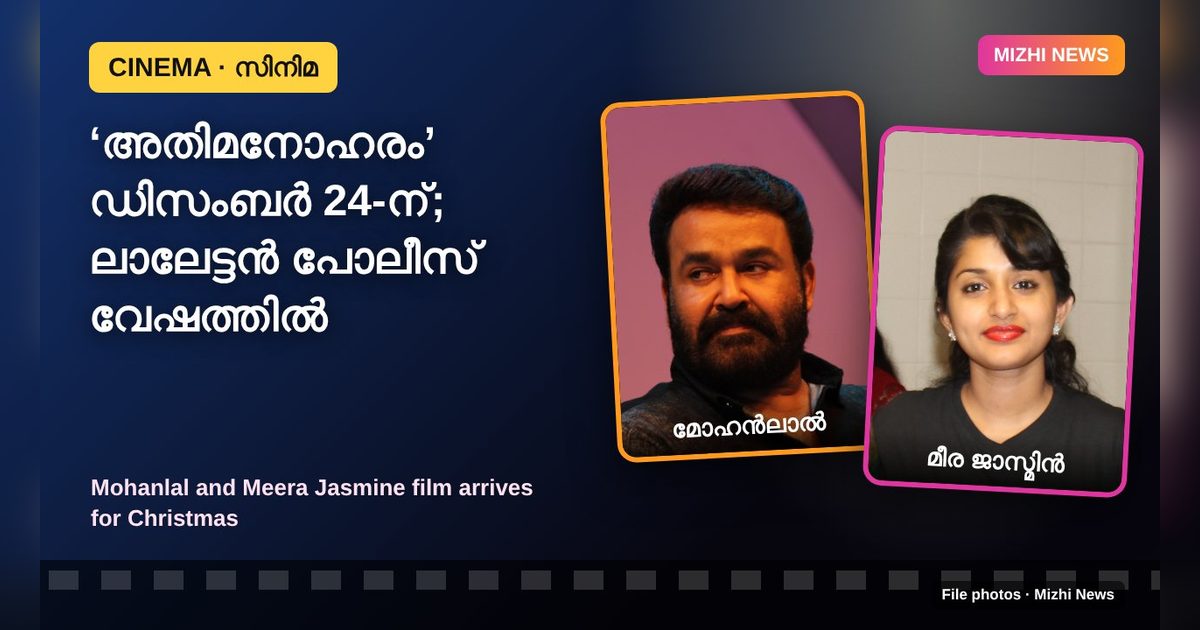 CINEMA · സിനിമ
MIZHI NEWS
‘അതിമനോഹരം’
ഡിസംബർ 24-ന്;
ലാലേട്ടൻ പോലീസ്
വേഷത്തിൽ
മോഹൻലാൽ
മീര ജാസ്മിൻ
Mohanlal and Meera Jasmine film arrives
for Christmas
File photos · Mizhi News